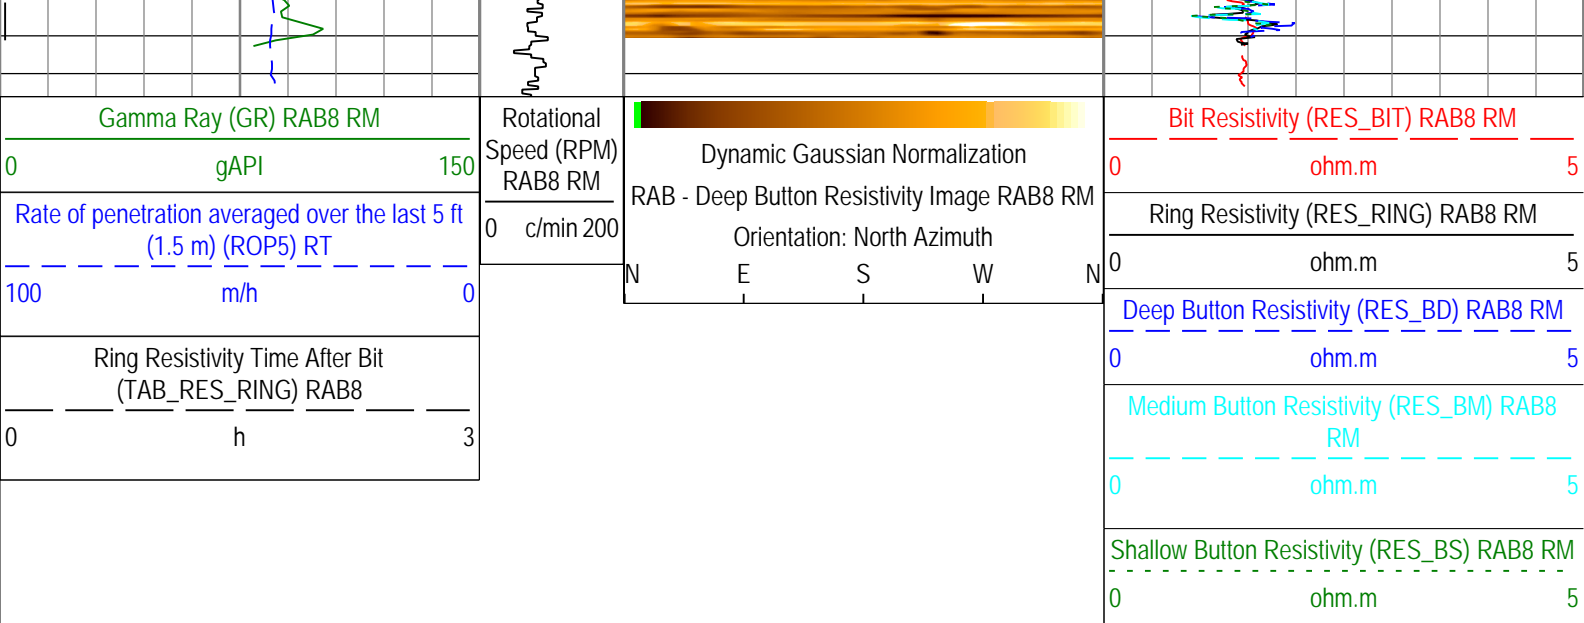 Gamma Ray (GR) RAB8 RM
0 gAPI 150
Rate of penetration averaged over the last 5 ft
(1.5 m) (ROP5) RT
100 m/h 0
Ring Resistivity Time After Bit
(TAB_RES_RING) RAB8
0 h 3
Rotational
Speed (RPM)
RAB8 RM
0 c/min 200
Dynamic Gaussian Normalization
RAB - Deep Button Resistivity Image RAB8 RM
Orientation: North Azimuth
N E S W N
Bit Resistivity (RES_BIT) RAB8 RM
0 ohm.m 5
Ring Resistivity (RES_RING) RAB8 RM
0 ohm.m 5
Deep Button Resistivity (RES_BD) RAB8 RM
0 ohm.m 5
Medium Button Resistivity (RES_BM) RAB8
RM
0 ohm.m 5
Shallow Button Resistivity (RES_BS) RAB8 RM
0 ohm.m 5